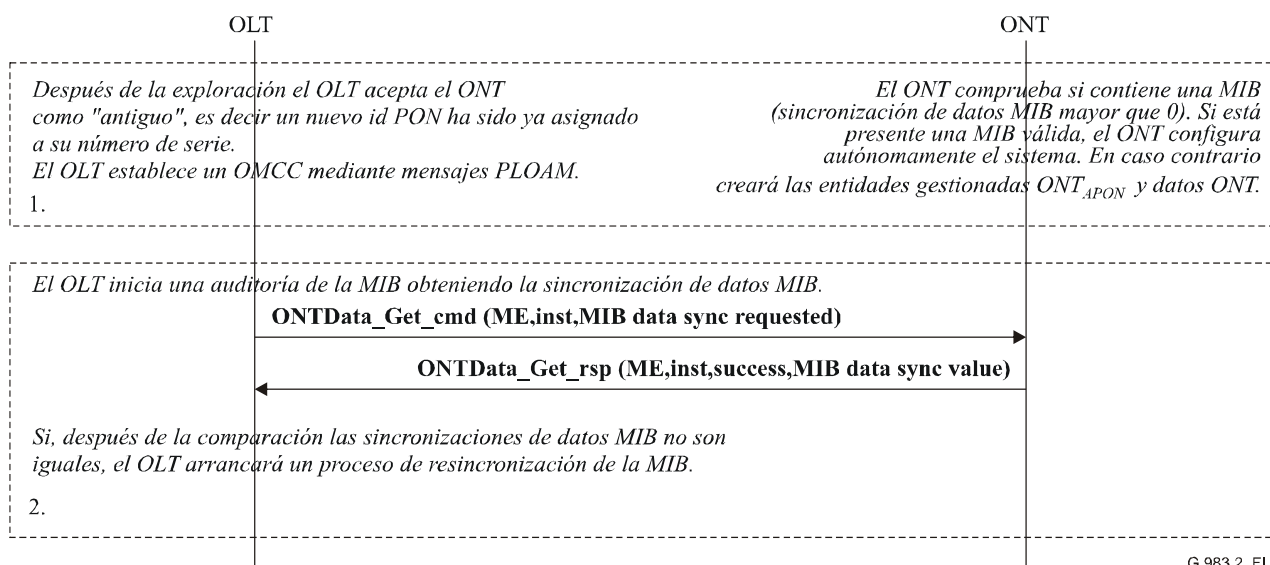 OLT
ONT
Después de la exploración el OLT acepta el ONT
como "antiguo", es decir un nuevo id PON ha sido ya asignado
a su número de serie.
El OLT establece un OMCC mediante mensajes PLOAM.
1.
El ONT comprueba si contiene una MIB
(sincronización de datos MIB mayor que 0). Si está
presente una MIB válida, el ONT configura
autónomamente el sistema. En caso contrario
creará las entidades gestionadas ONT_APON y datos ONT.
El OLT inicia una auditoría de la MIB obteniendo la sincronización de datos MIB.
ONTData_Get_cmd (ME,inst,MIB data sync requested)
ONTData_Get_rsp (ME,inst,success,MIB data sync value)
Si, después de la comparación las sincronizaciones de datos MIB no son
iguales, el OLT arrancará un proceso de resincronización de la MIB.
2.